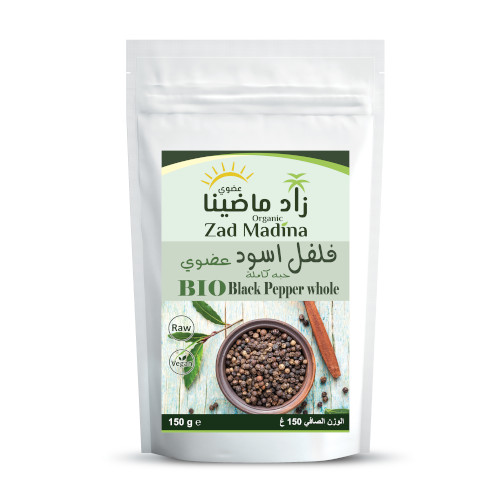 عضوي
زاد ماضينا
Organic
Zad Madina
فلفل اسود عضوي
حبه كاملة
BIO Black Pepper whole
Raw
Vegan
150 g e الوزن الصافي 150 غ